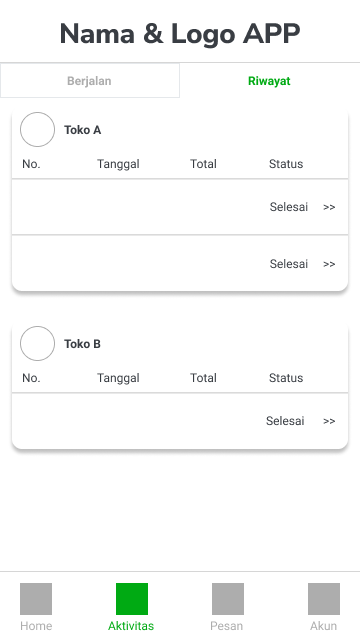 Nama & Logo APP
Berjalan Riwayat
Toko A
No. Tanggal Total Status
Selesai >>
Selesai >>
Toko B
No. Tanggal Total Status
Selesai >>
Home Aktivitas Pesan Akun